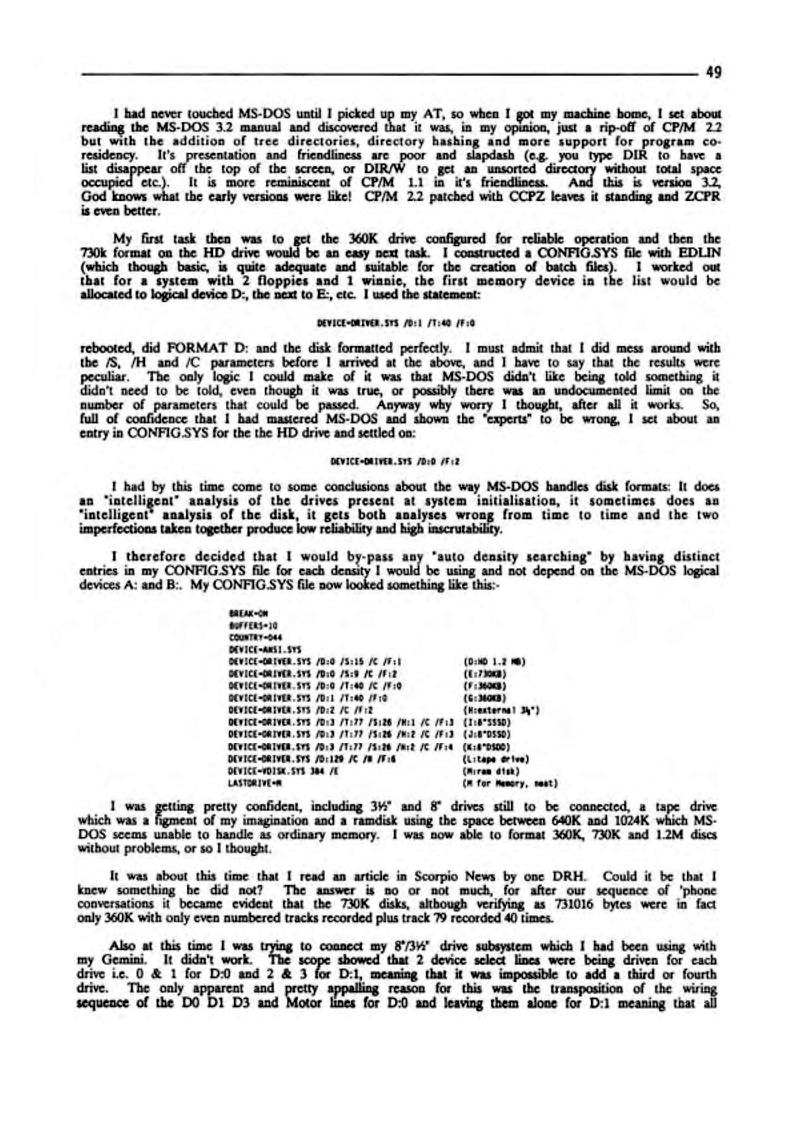 49
I had never touched MS-DOS until I picked up my AT, so when I got my machine home, I set about
reading the MS-DOS 3.2 manual and discovered that it was, in my opinion, just a rip-off of CP/M 2.2
but with the addition of tree directories, directory hashing and more support for program co-
residency. It's presentation and friendliness are poor and slapdash (e.g. you type DIR to have a
list disappear off the top of the screen, or DIR/W to get an unsorted directory without total space
occupied etc.). It is more reminiscent of CP/M 1.1 in it's friendliness. And this is version 3.2,
God knows what the early versions were like! CP/M 2.2 patched with CCPZ leaves it standing and ZCPR
is even better.
My first task then was to get the 360K drive configured for reliable operation and then the
730k format on the HD drive would be an easy next task. I constructed a CONFIG.SYS file with EDLIN
(which though basic, is quite adequate and suitable for the creation of batch files). I worked out
that for a system with 2 floppies and 1 winnie, the first memory device in the list would be
allocated to logical device D:, the next to E:, etc. I used the statement:
DEVICE=DRIVER.SYS /D:1 /T:40 /F:0
rebooted, did FORMAT D: and the disk formatted perfectly. I must admit that I did mess around with
the /S, /H and /C parameters before I arrived at the above, and I have to say that the results were
peculiar. The only logic I could make of it was that MS-DOS didn't like being told something it
didn't need to be told, even though it was true, or possibly there was an undocumented limit on the
number of parameters that could be passed. Anyway why worry I thought, after all it works. So,
full of confidence that I had mastered MS-DOS and shown the "experts" to be wrong, I set about an
entry in CONFIG.SYS for the the HD drive and settled on:
DEVICE=DRIVER.SYS /D:0 /F:2
I had by this time come to some conclusions about the way MS-DOS handles disk formats: It does
an "intelligent" analysis of the drives present at system initialisation, it sometimes does an
"intelligent" analysis of the disk, it gets both analyses wrong from time to time and the two
imperfections taken together produce low reliability and high inscrutability.
I therefore decided that I would by-pass any "auto density searching" by having distinct
entries in my CONFIG.SYS file for each density I would be using and not depend on the MS-DOS logical
devices A: and B:. My CONFIG.SYS file now looked something like this:-
BREAK=ON
BUFFERS=10
COUNTRY=044
DEVICE=ANSI.SYS
DEVICE=DRIVER.SYS /D:0 /S:15 /C /F:1 (D:HD 1.2 MB)
DEVICE=DRIVER.SYS /D:0 /S:9 /C /F:2 (E:730KB)
DEVICE=DRIVER.SYS /D:0 /T:40 /C /F:0 (F:360KB)
DEVICE=DRIVER.SYS /D:1 /T:40 /F:0 (G:360KB)
DEVICE=DRIVER.SYS /D:2 /C /F:2 (H:external 3½")
DEVICE=DRIVER.SYS /D:3 /T:77 /S:26 /H:1 /C /F:3 (I:8"SSSD)
DEVICE=DRIVER.SYS /D:3 /T:77 /S:26 /H:2 /C /F:3 (J:8"DSSD)
DEVICE=DRIVER.SYS /D:3 /T:77 /S:26 /H:2 /C /F:4 (K:8"DSDD)
DEVICE=DRIVER.SYS /D:129 /C /N /F:6 (L:tape drive)
DEVICE=VDISK.SYS 384 /E (M:ram disk)
LASTDRIVE=M (M for Memory, neat)
I was getting pretty confident, including 3½" and 8" drives still to be connected, a tape drive
which was a figment of my imagination and a ramdisk using the space between 640K and 1024K which MS-
DOS seems unable to handle as ordinary memory. I was now able to format 360K, 730K and 1.2M discs
without problems, or so I thought.
It was about this time that I read an article in Scorpio News by one DRH. Could it be that I
knew something he did not? The answer is no or not much, for after our sequence of 'phone
conversations it became evident that the 730K disks, although verifying as 731016 bytes were in fact
only 360K with only even numbered tracks recorded plus track 79 recorded 40 times.
Also at this time I was trying to connect my 8"/3½" drive subsystem which I had been using with
my Gemini. It didn't work. The scope showed that 2 device select lines were being driven for each
drive i.e. 0 & 1 for D:0 and 2 & 3 for D:1, meaning that it was impossible to add a third or fourth
drive. The only apparent and pretty appalling reason for this was the transposition of the wiring
sequence of the D0 D1 D3 and Motor lines for D:0 and leaving them alone for D:1 meaning that all